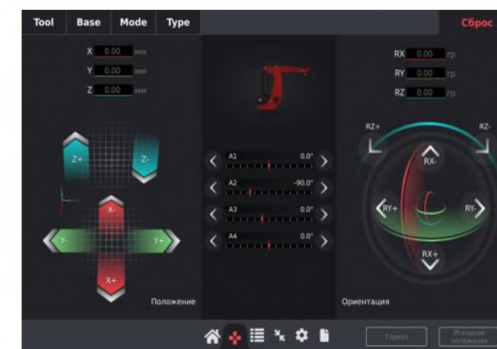 Tool Base Mode Type Сброс
X 0.00 мм
Y 0.00 мм
Z 0.00 мм
RX 0.00 гр.
RY 0.00 гр.
RZ 0.00 гр.
Z+ Z-
X-
Y- Y+
X+
Положение
A1 0.0°
A2 -90.0°
A3 0.0°
A4 0.0°
RZ+ RZ-
RX-
RY+ RY-
RX+
Ориентация
Тормоз
Исходное
положение